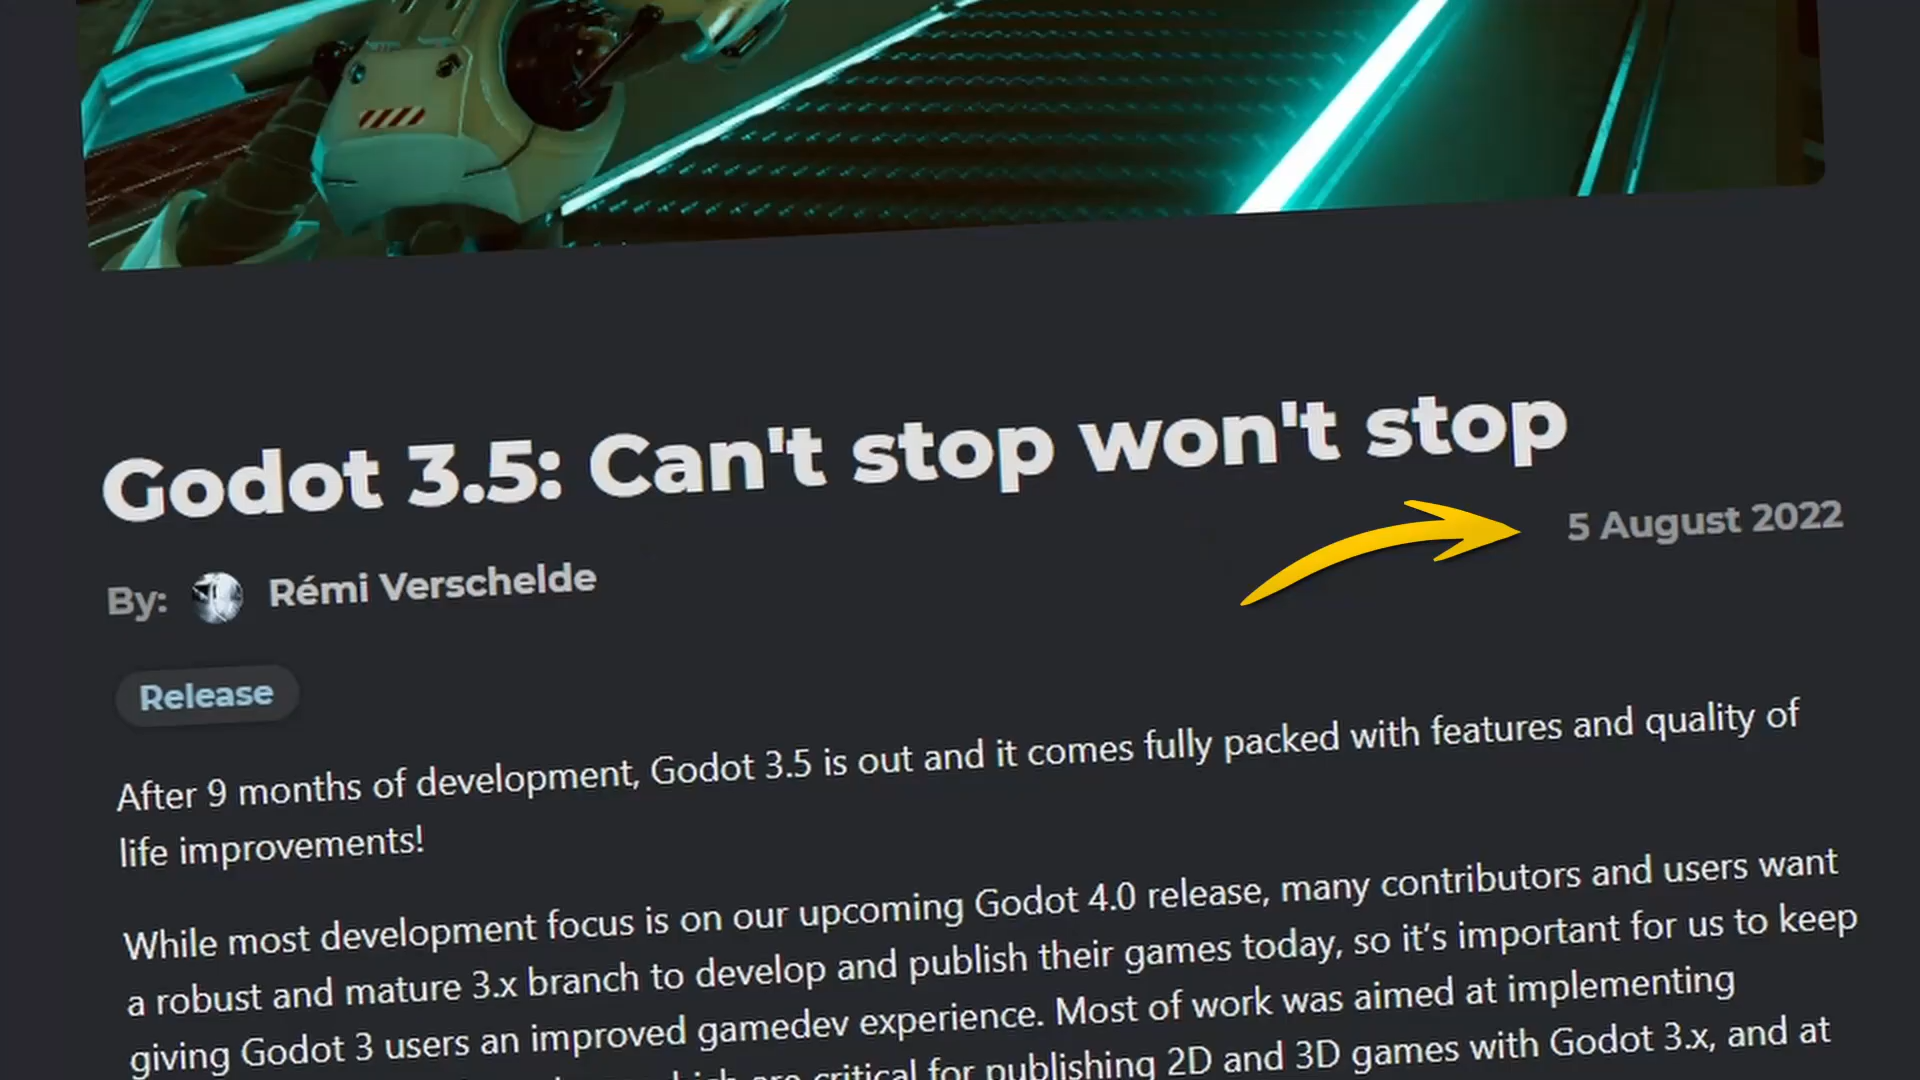 Godot 3.5: Can't stop won't stop
5 August 2022
By: Rémi Verschelde
Release
After 9 months of development, Godot 3.5 is out and it comes fully packed with features and quality of
life improvements!
While most development focus is on our upcoming Godot 4.0 release, many contributors and users want
a robust and mature 3.x branch to develop and publish their games today, so it’s important for us to keep
giving Godot 3 users an improved gamedev experience. Most of work was aimed at implementing
which are critical for publishing 2D and 3D games with Godot 3.x, and at